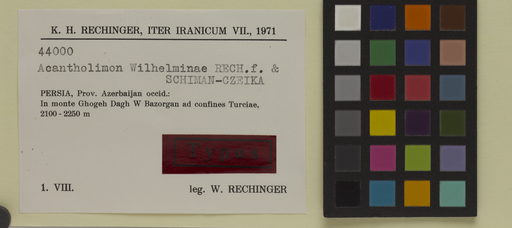 K. H. RECHINGER, ITER IRANICUM VII., 1971
44000
Acantholimon Wilhelminae RECH.f. &
SCHIMAN-CZEIKA
PERSIA, Prov. Azerbaijan occid.:
In monte Ghogeh Dagh W Bazorgan ad confines Turciae,
2100 - 2250 m
1. VIII.
leg. W. RECHINGER